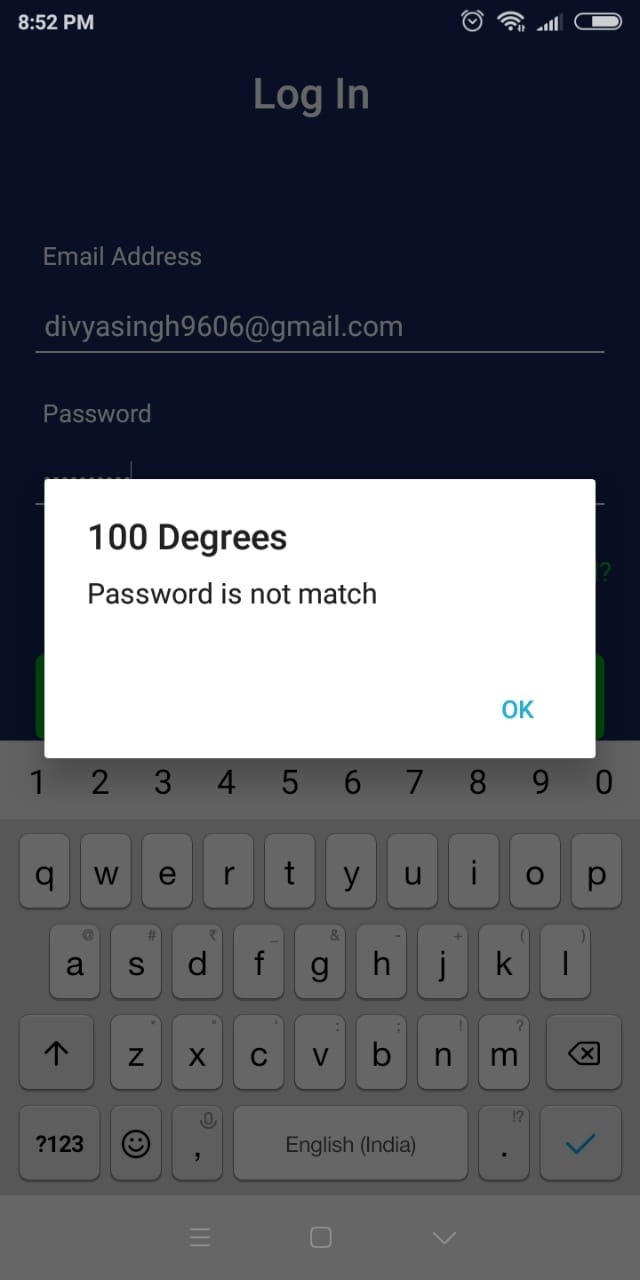 8:52 PM
Log In
Email Address
divyasingh9606@gmail.com
Password
?
100 Degrees
Password is not match
OK
1 2 3 4 5 6 7 8 9 0
q w e r t y u i o p
@ # ₹ _ & - + ( )
a s d f g h j k l
* " ' : ; ! ?
z x c v b n m
!?
?123 , English (India) .